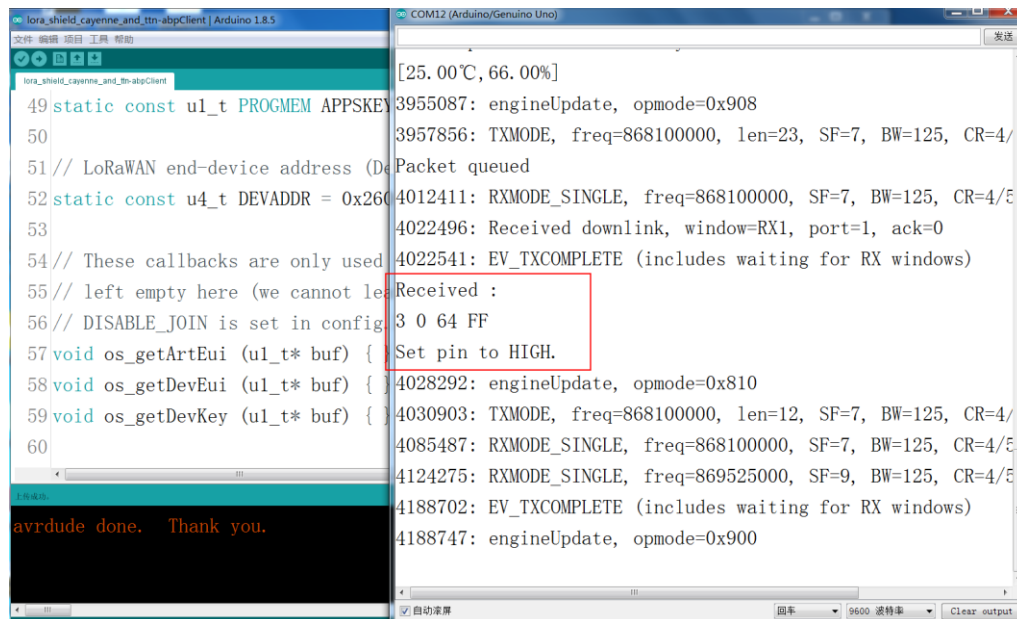 lora_shield_cayenne_and_ttn-abpClient | Arduino 1.8.5
文件 编辑 项目 工具 帮助
lora_shield_cayenne_and_ttn-abpClient
49 static const u1_t PROGMEM APPSKEY
50
51 // LoRaWAN end-device address (De
52 static const u4_t DEVADDR = 0x260
53
54 // These callbacks are only used
55 // left empty here (we cannot lea
56 // DISABLE_JOIN is set in config.
57 void os_getArtEui (u1_t* buf) { }
58 void os_getDevEui (u1_t* buf) { }
59 void os_getDevKey (u1_t* buf) { }
60
上传成功。
avrdude done.  Thank you.
COM12 (Arduino/Genuino Uno)
发送
[25.00℃,66.00%]
3955087: engineUpdate, opmode=0x908
3957856: TXMODE, freq=868100000, len=23, SF=7, BW=125, CR=4/
Packet queued
4012411: RXMODE_SINGLE, freq=868100000, SF=7, BW=125, CR=4/5
4022496: Received downlink, window=RX1, port=1, ack=0
4022541: EV_TXCOMPLETE (includes waiting for RX windows)
Received :
3 0 64 FF
Set pin to HIGH.
4028292: engineUpdate, opmode=0x810
4030903: TXMODE, freq=868100000, len=12, SF=7, BW=125, CR=4/
4085487: RXMODE_SINGLE, freq=868100000, SF=7, BW=125, CR=4/5
4124275: RXMODE_SINGLE, freq=869525000, SF=9, BW=125, CR=4/5
4188702: EV_TXCOMPLETE (includes waiting for RX windows)
4188747: engineUpdate, opmode=0x900
自动滚屏 回车 9600 波特率 Clear output